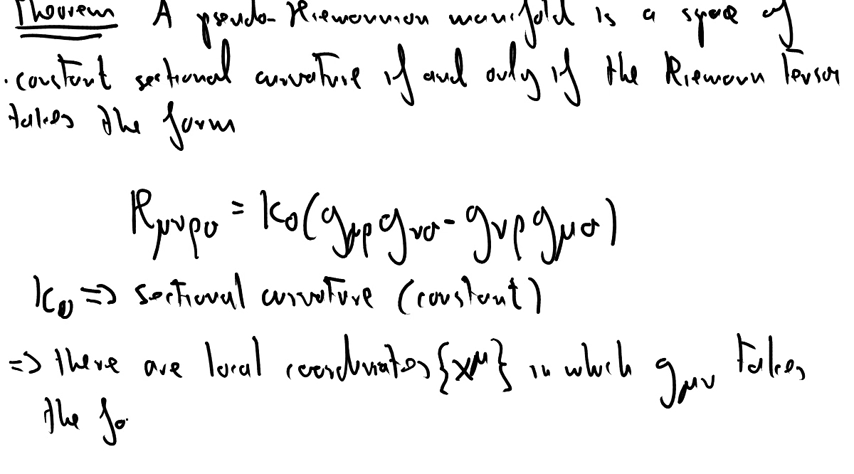 Theorem A pseudo-Riemannian manifold is a space of
constant sectional curvature if and only if the Riemann Tensor
takes the form
R_{μνρσ} = K_0 (g_{μρ} g_{νσ} - g_{νρ} g_{μσ})
K_0 => sectional curvature (constant)
=> there are local coordinates {x^μ} in which g_{μν} takes
the fo